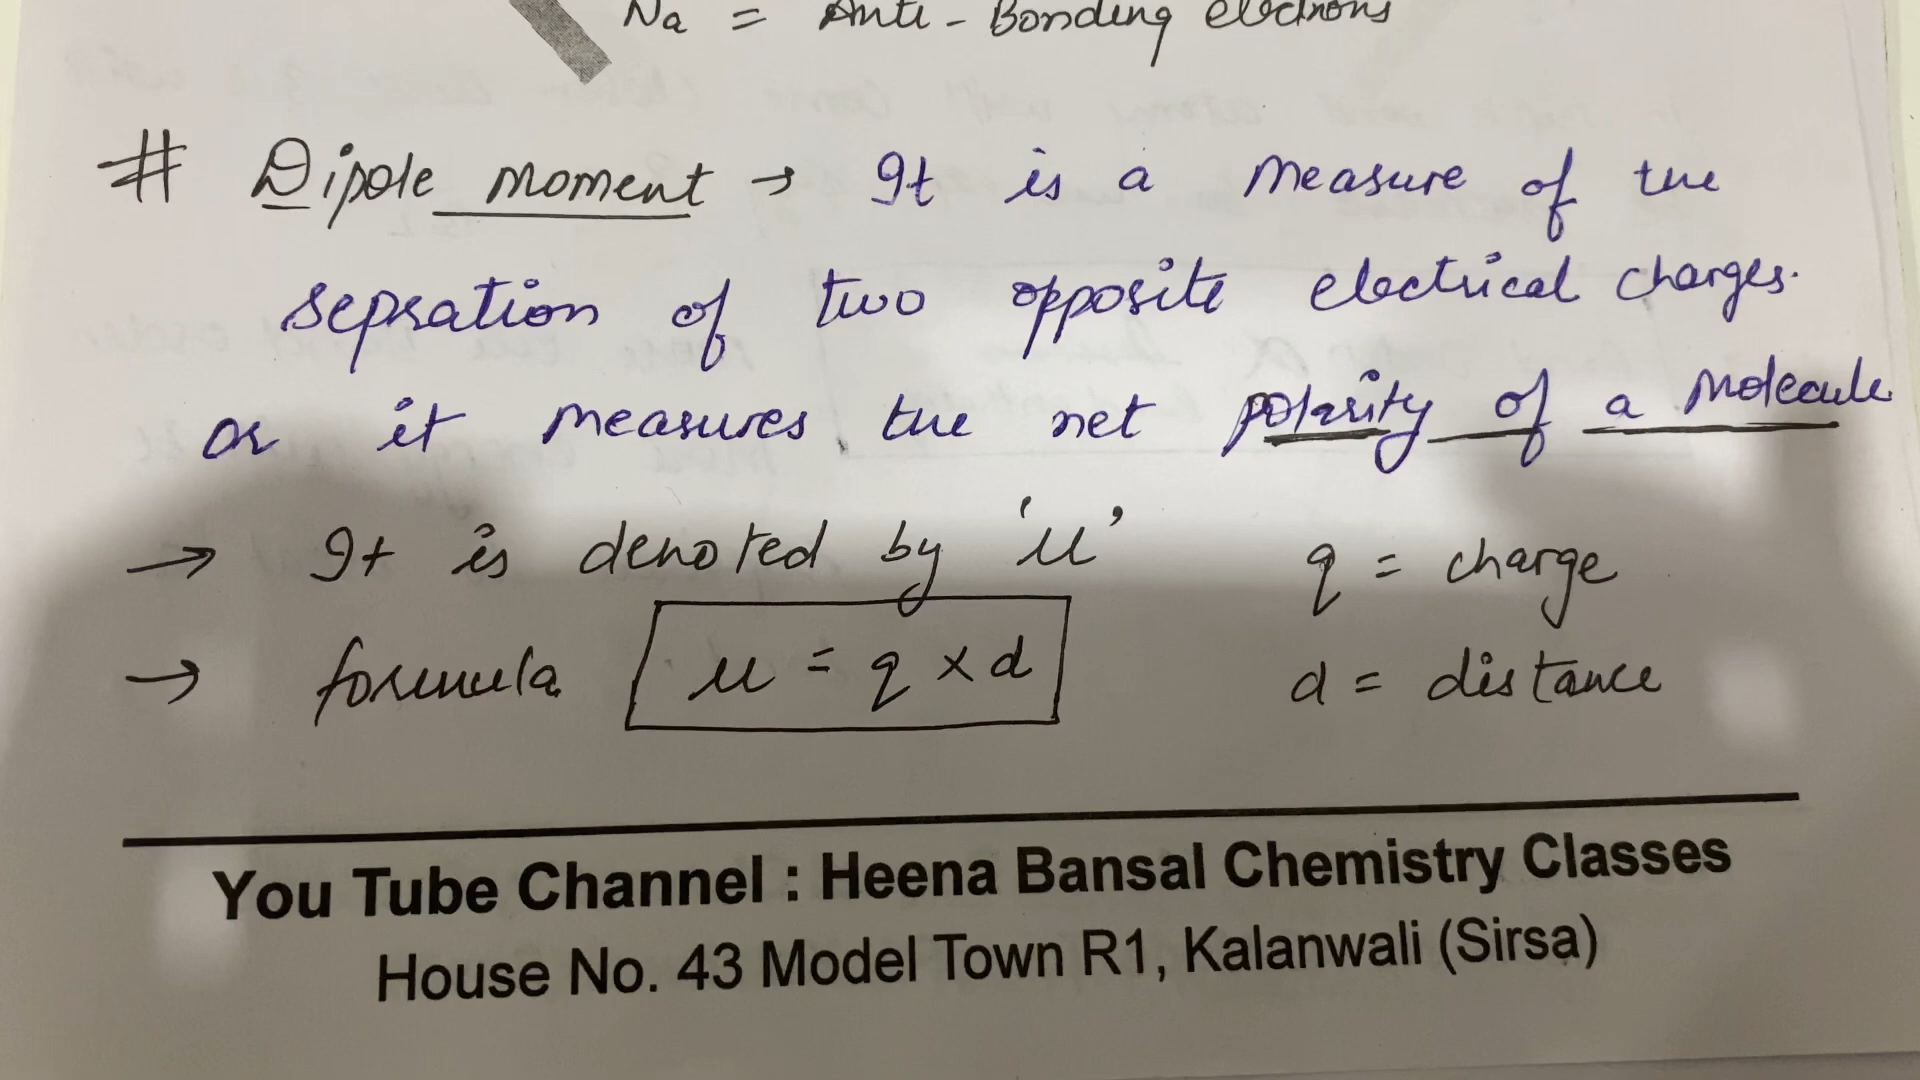 Na = Anti-Bonding electrons
# Dipole moment → It is a measure of the
sepration of two opposite electrical charges.
or it measures the net polarity of a molecule
→ It is denoted by 'u' q = charge
→ formula u = q × d d = distance
You Tube Channel : Heena Bansal Chemistry Classes
House No. 43 Model Town R1, Kalanwali (Sirsa)